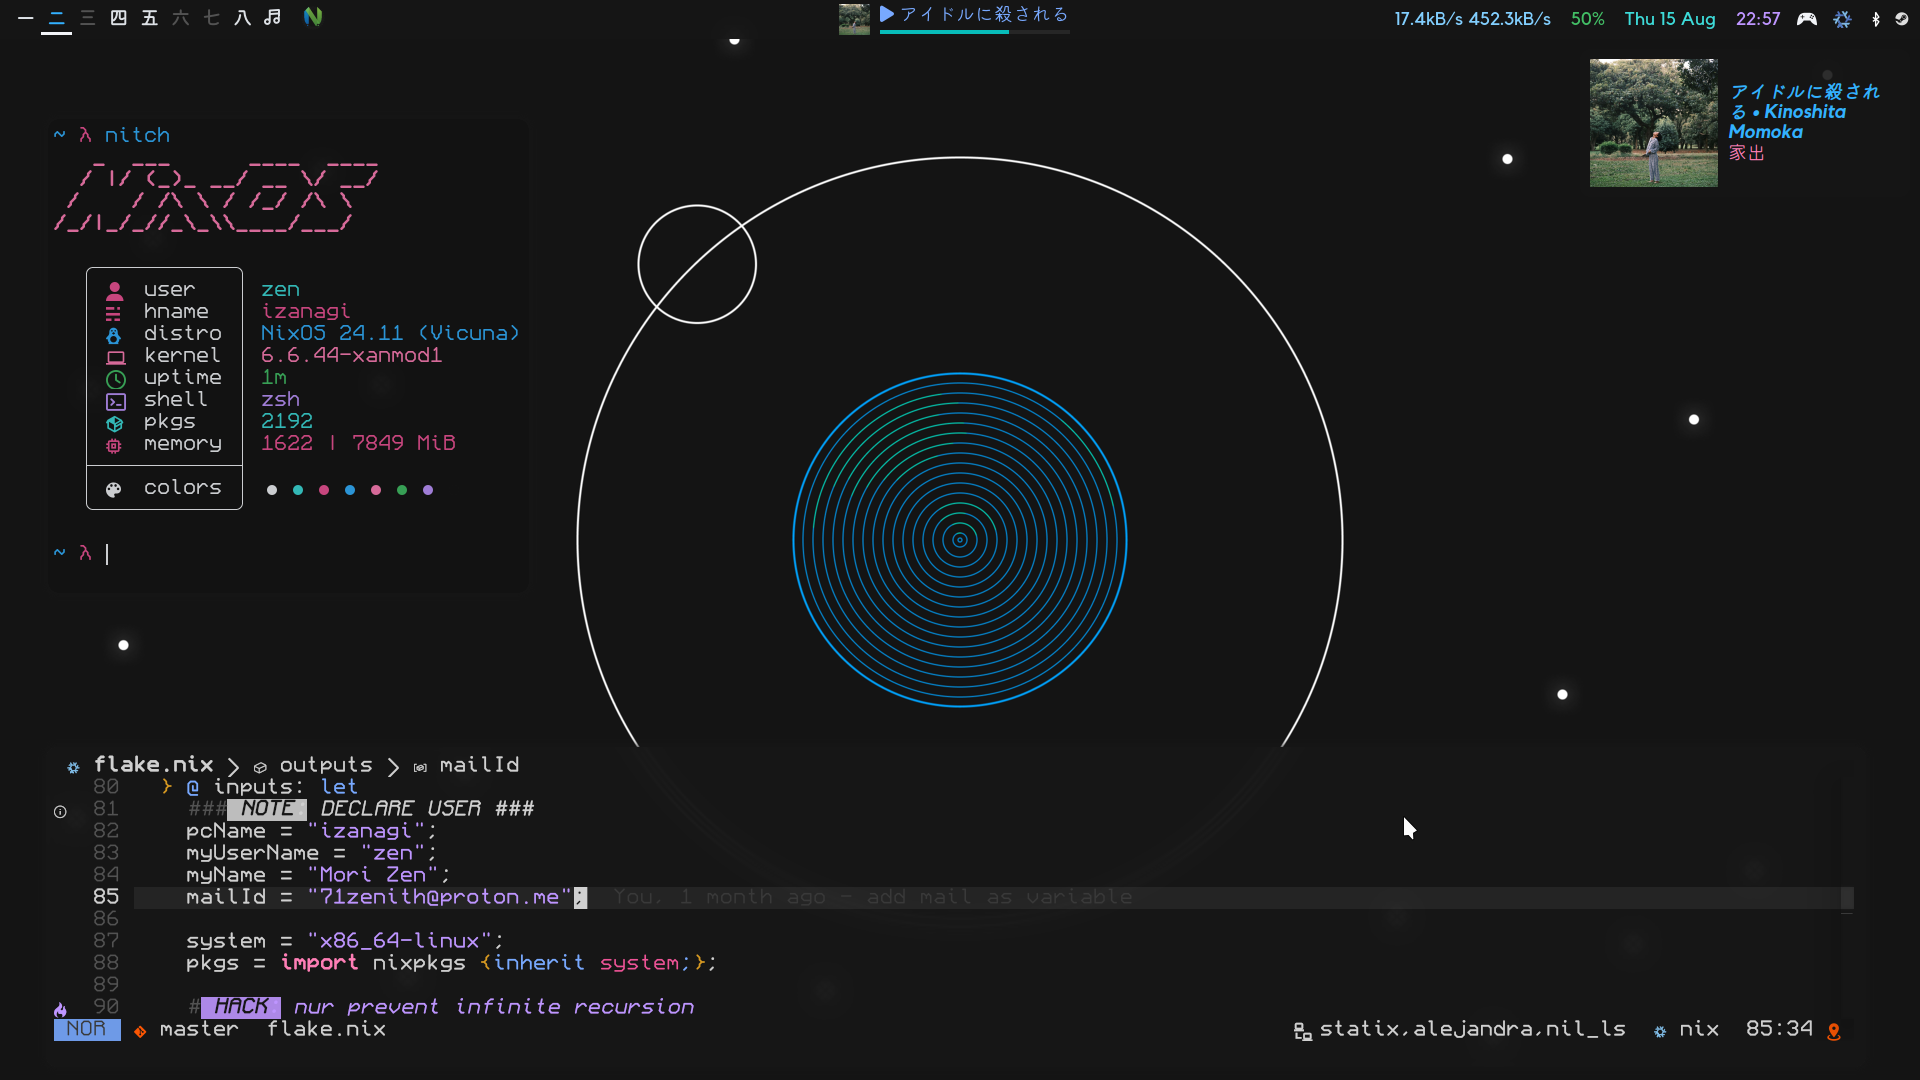 一 二 三 四 五 六 七 八
アイドルに殺される
17.4kB/s 452.3kB/s 50% Thu 15 Aug 22:57
アイドルに殺され
る • Kinoshita
Momoka
家出
~ λ nitch
NixOS
user zen
hname izanagi
distro NixOS 24.11 (Vicuna)
kernel 6.6.44-xanmod1
uptime 1m
shell zsh
pkgs 2192
memory 1622 | 7849 MiB
colors
~ λ
flake.nix > outputs > mailId
80 } @ inputs: let
81 ### NOTE: DECLARE USER ###
82 pcName = "izanagi";
83 myUserName = "zen";
84 myName = "Mori Zen";
85 mailId = "71zenith@proton.me"; You, 1 month ago - add mail as variable
86
87 system = "x86_64-linux";
88 pkgs = import nixpkgs {inherit system;};
89
90 # HACK: nur prevent infinite recursion
NOR master flake.nix statix,alejandra,nil_ls nix 85:34